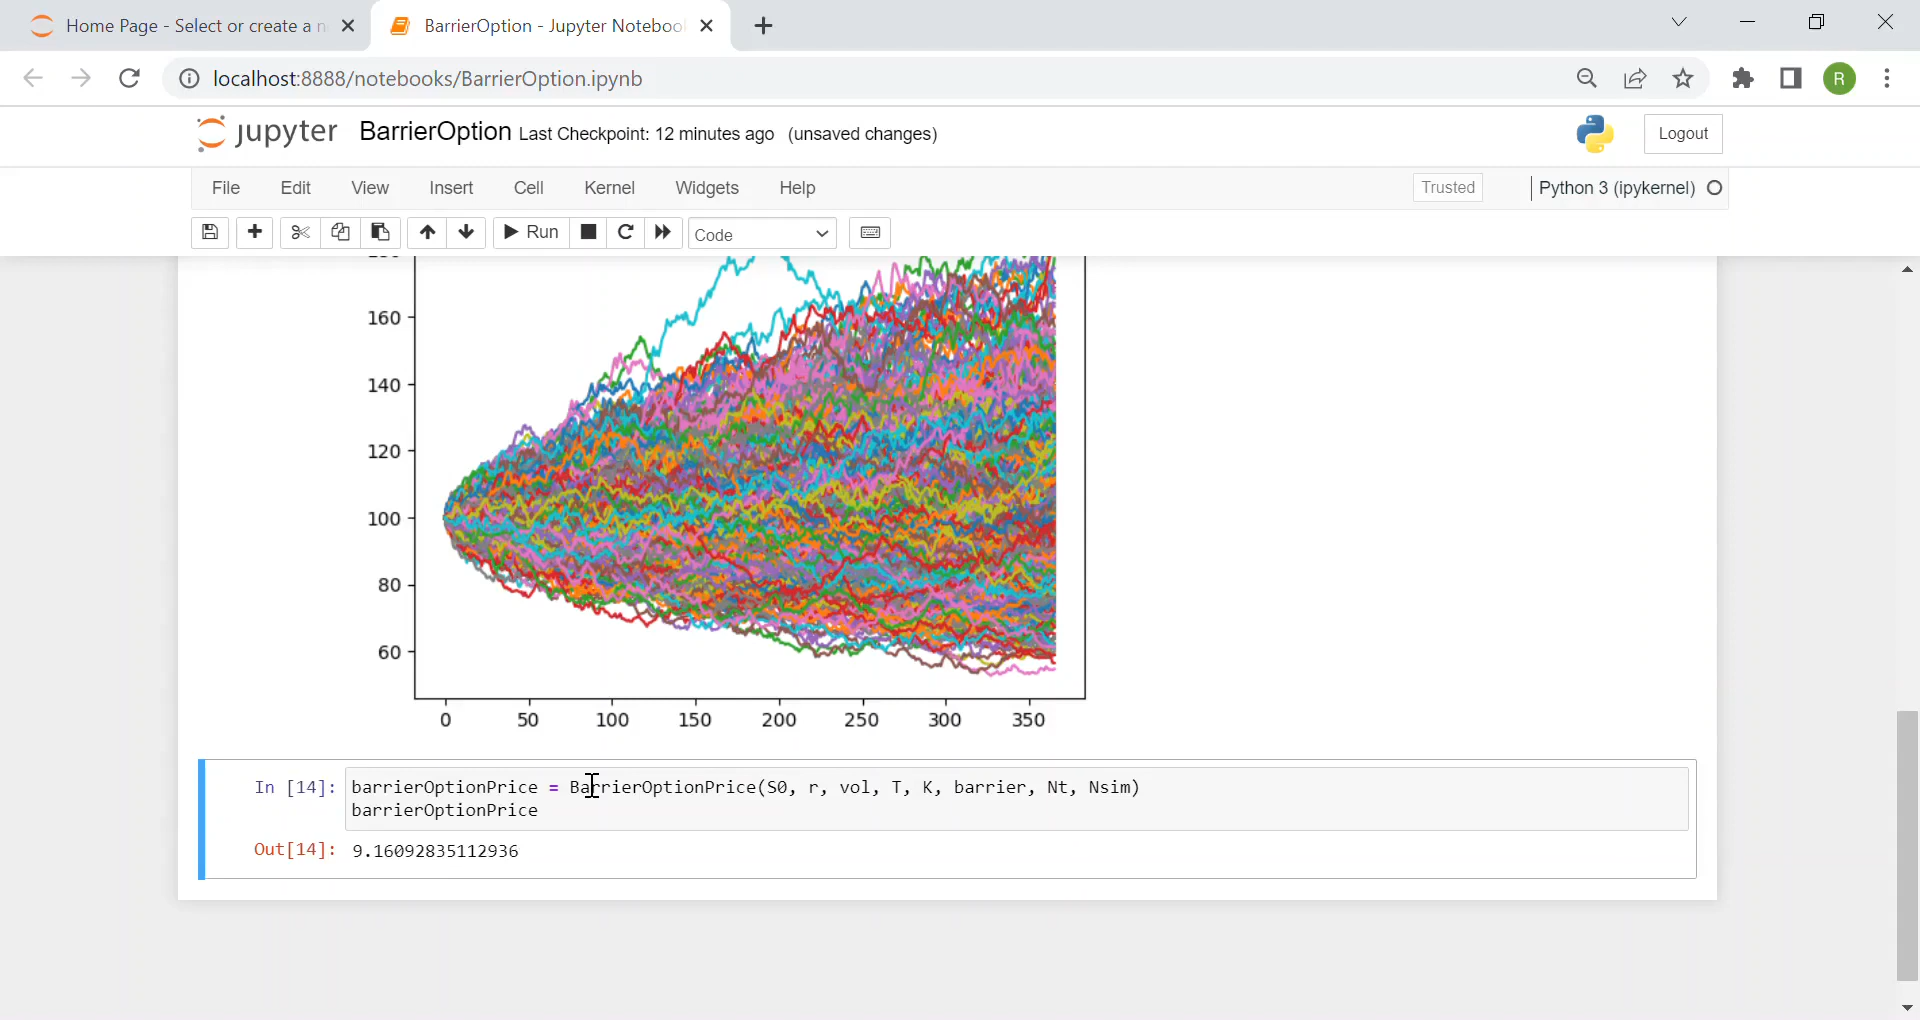 Home Page - Select or create a n
BarrierOption - Jupyter Noteboo
localhost:8888/notebooks/BarrierOption.ipynb
R
jupyter BarrierOption Last Checkpoint: 12 minutes ago (unsaved changes)
Logout
File Edit View Insert Cell Kernel Widgets Help
Trusted
Python 3 (ipykernel)
Run
Code
160
140
120
100
80
60
0 50 100 150 200 250 300 350
In [14]: barrierOptionPrice = BarrierOptionPrice(S0, r, vol, T, K, barrier, Nt, Nsim)
barrierOptionPrice
Out[14]: 9.16092835112936